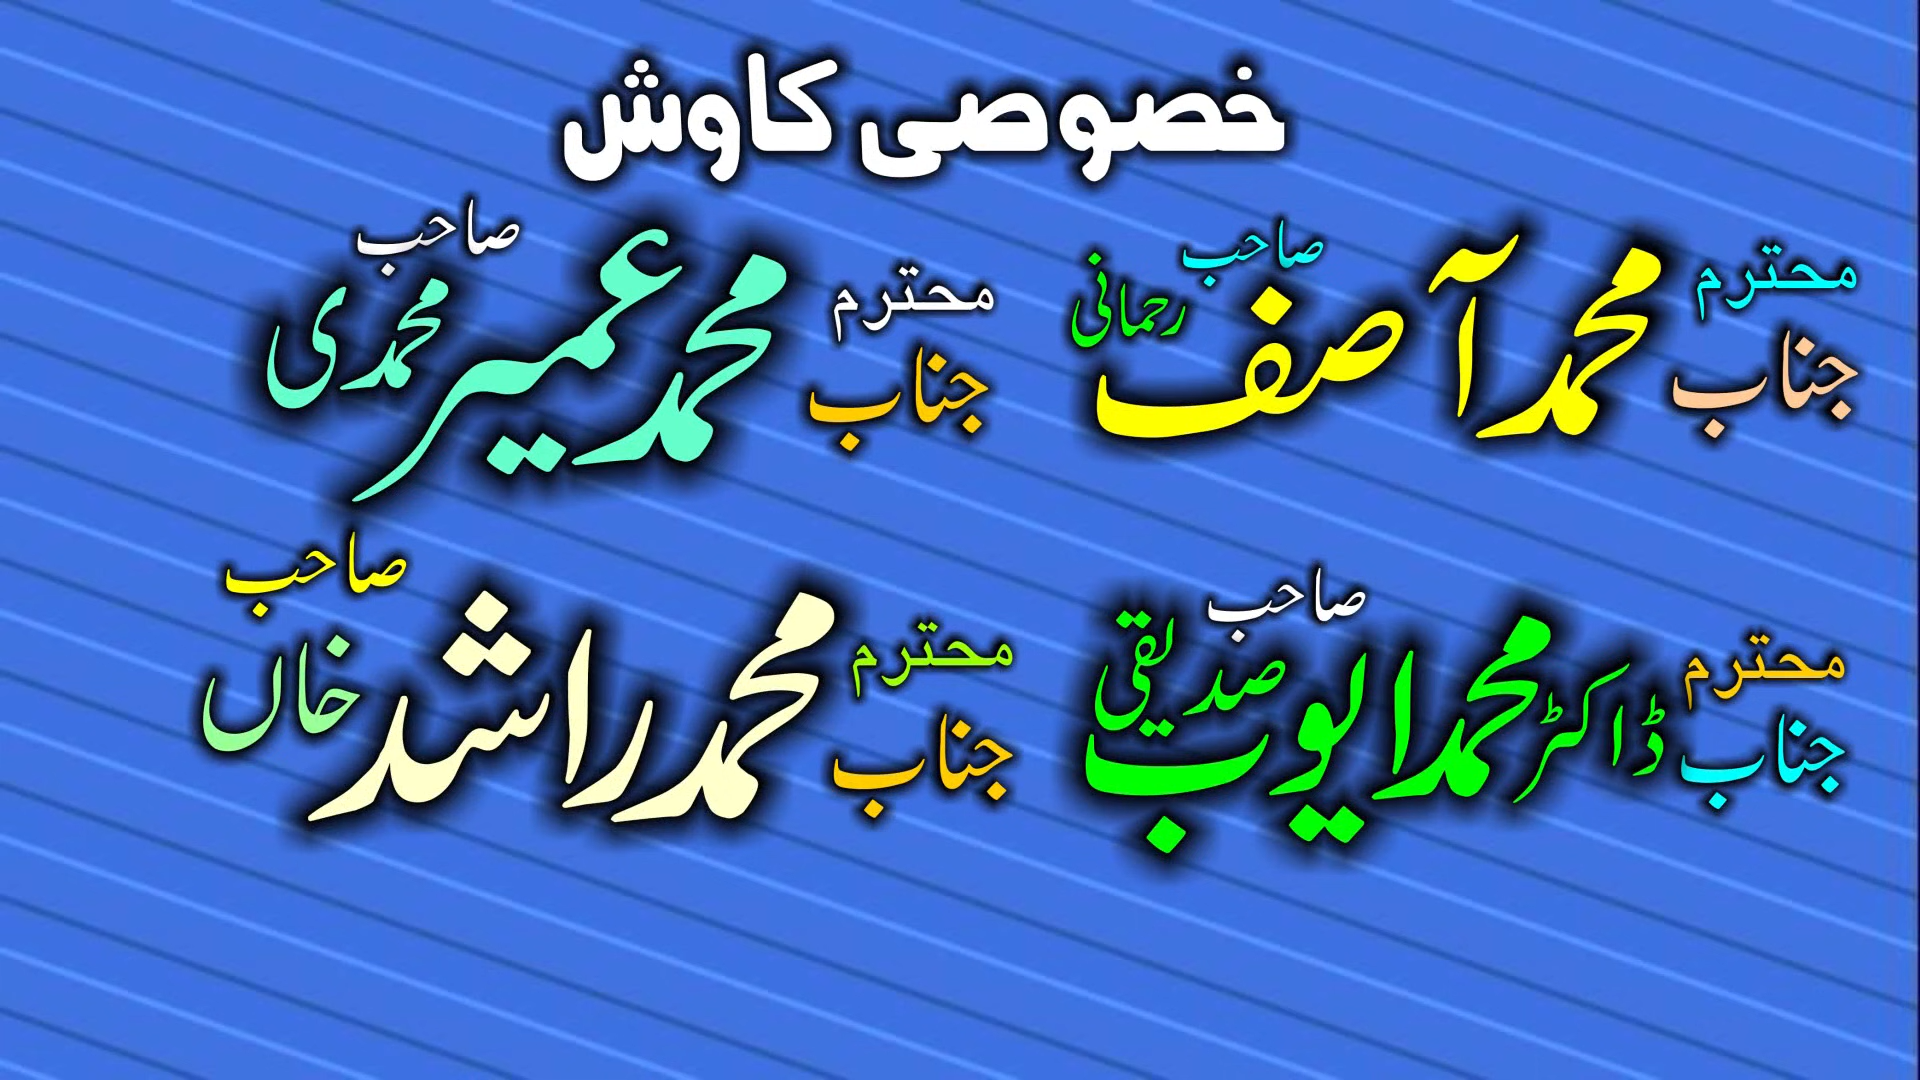 خصوصی کاوش
محترم جناب محمد آصف رحمانی صاحب
محترم جناب محمد عمیر محمدی صاحب
محترم جناب ڈاکٹر محمد ایوب صدیقی صاحب
محترم جناب محمد راشد خاں صاحب